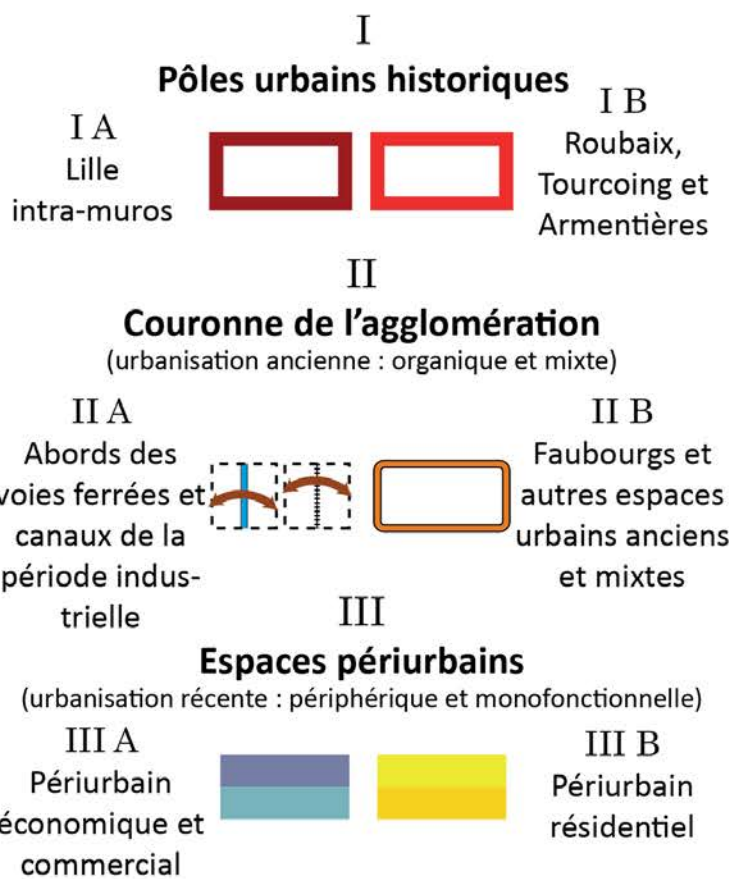 I
Pôles urbains historiques
I A
Lille
intra-muros
I B
Roubaix,
Tourcoing et
Armentières
II
Couronne de l'agglomération
(urbanisation ancienne : organique et mixte)
II A
Abords des
voies ferrées et
canaux de la
période indus-
trielle
II B
Faubourgs et
autres espaces
urbains anciens
et mixtes
III
Espaces périurbains
(urbanisation récente : périphérique et monofonctionnelle)
III A
Périurbain
économique et
commercial
III B
Périurbain
résidentiel